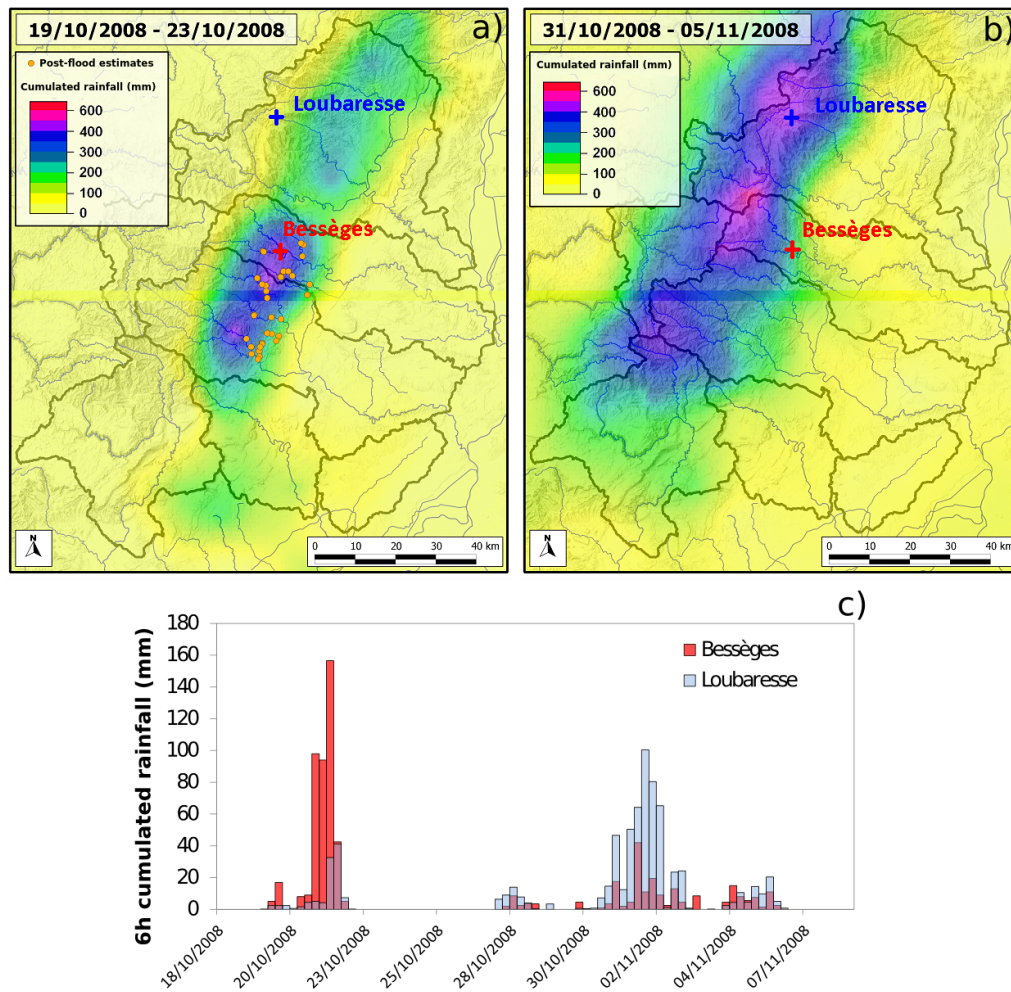 19/10/2008 - 23/10/2008
a)
Post-flood estimates
Cumulated rainfall (mm)
600
500
400
300
200
100
0
Loubaresse
Bessèges
N
0 10 20 30 40 km
31/10/2008 - 05/11/2008
b)
Cumulated rainfall (mm)
600
500
400
300
200
100
0
Loubaresse
Bessèges
N
0 10 20 30 40 km
c)
6h cumulated rainfall (mm)
180
160
140
120
100
80
60
40
20
0
Bessèges
Loubaresse
18/10/2008
20/10/2008
23/10/2008
25/10/2008
28/10/2008
30/10/2008
02/11/2008
04/11/2008
07/11/2008